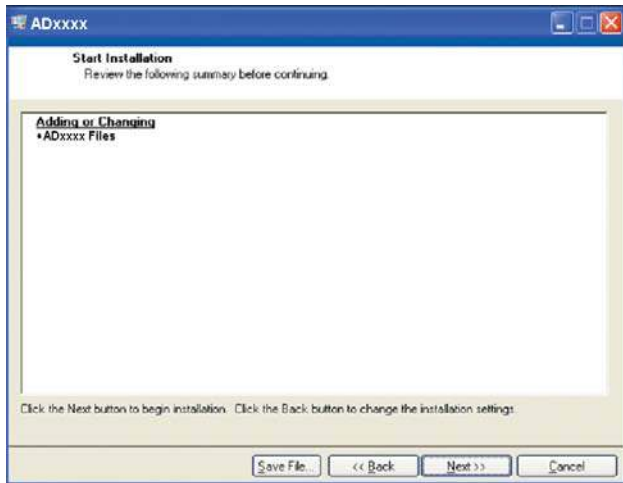 ADxxxx
Start Installation
Review the following summary before continuing.
Adding or Changing
•ADxxxx Files
Click the Next button to begin installation. Click the Back button to change the installation settings.
Save File... << Back Next >> Cancel